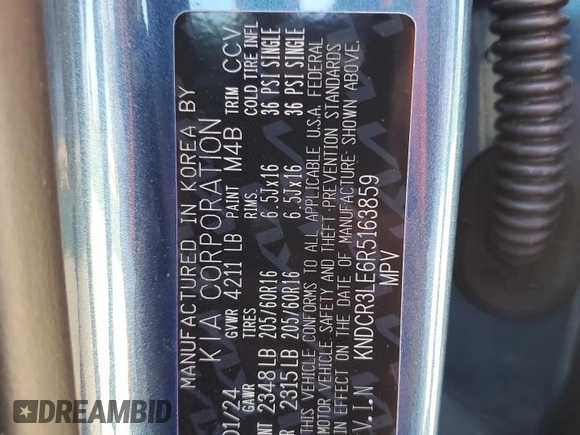 MANUFACTURED IN KOREA BY
KIA CORPORATION
01/24 GVWR 4,211 LB PAINT M4B TRIM CCV
GAWR TIRES RIMS COLD TIRE INFL
NT 2348 LB 205/60R16 6.5Jx16 36 PSI SINGLE
R 2315 LB 205/60R16 6.5Jx16 36 PSI SINGLE
THIS VEHICLE CONFORMS TO ALL APPLICABLE U.S.A. FEDERAL
MOTOR VEHICLE SAFETY AND THEFT PREVENTION STANDARDS
IN EFFECT ON THE DATE OF MANUFACTURE SHOWN ABOVE.
V.I.N KNDCR3LE6R5163859
MPV
DREAMBID